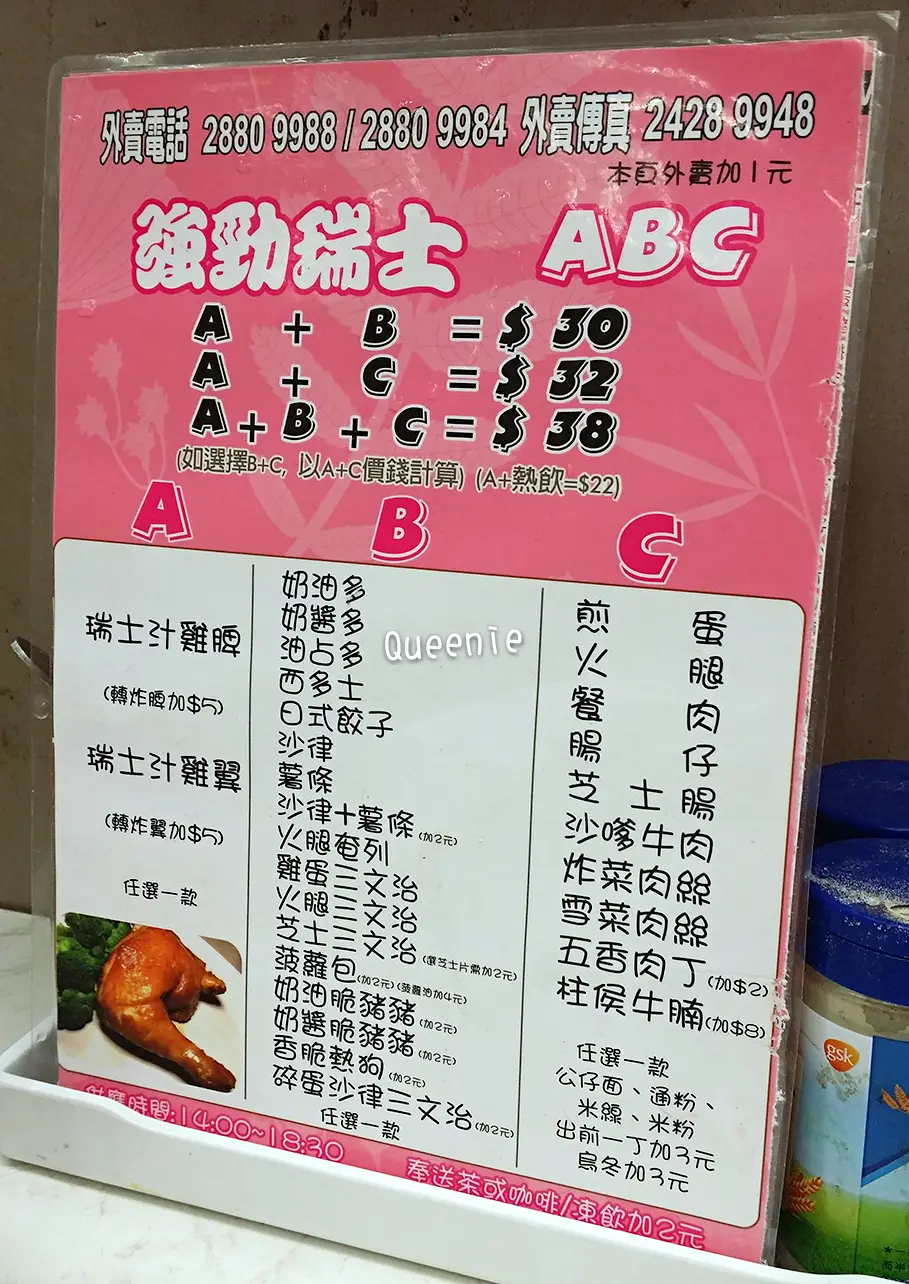 外賣電話 2880 9988 / 2880 9984 外賣傳真 2428 9948
本頁外賣加1元
強勁瑞士 ABC
A + B = $ 30
A + C = $ 32
A + B + C = $ 38
(如選擇B+C, 以A+C價錢計算) (A+熱飲=$22)
A
瑞士汁雞髀
(轉炸髀加$5)
瑞士汁雞翼
(轉炸翼加$5)
任選一款
B
奶油多
奶醬多
油占多
西多士
日式餃子
沙律
薯條
沙律+薯條(加2元)
火腿奄列
雞蛋三文治
火腿三文治
芝士三文治(選芝士片需加2元)
菠蘿包(加2元)(菠蘿油加4元)
奶油脆豬豬(加2元)
奶醬脆豬豬(加2元)
香脆熱狗(加2元)
碎蛋沙律三文治(加2元)
任選一款
C
煎蛋
火腿
餐肉
腸仔
芝士腸
沙嗲牛肉
炸菜肉絲
雪菜肉絲
五香肉丁(加$2)
柱侯牛腩(加$8)
任選一款
公仔面、通粉、
米線、米粉
出前一丁加3元
烏冬加3元
供應時間:14:00~18:30
奉送茶或咖啡/凍飲加2元
Queenie
gsk